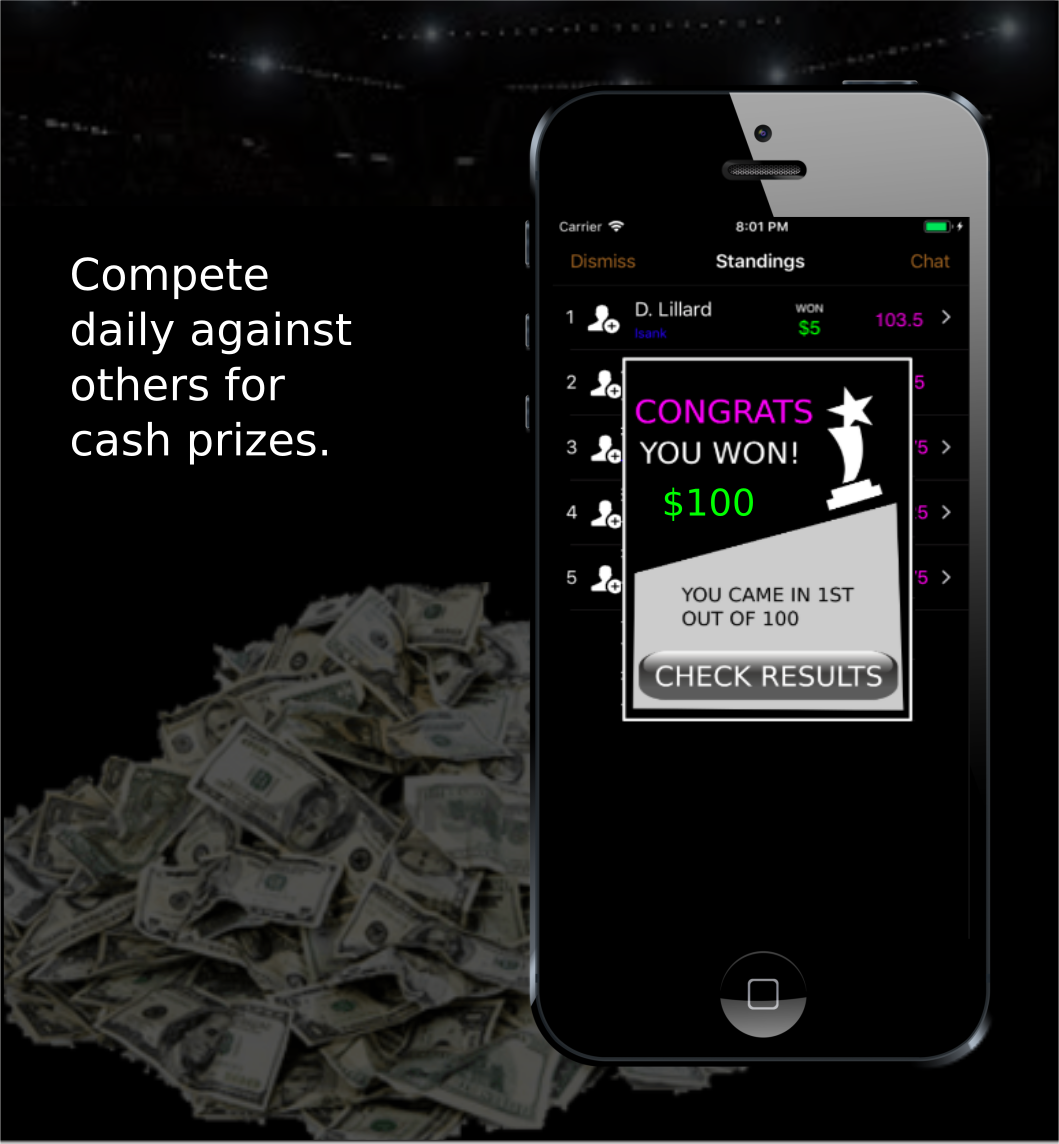 Compete
daily against
others for
cash prizes.
Carrier 8:01 PM
Dismiss Standings Chat
1 D. Lillard WON 103.5
lsank $5
2 5
3 5
4 5
5 5
CONGRATS
YOU WON!
$100
YOU CAME IN 1ST
OUT OF 100
CHECK RESULTS